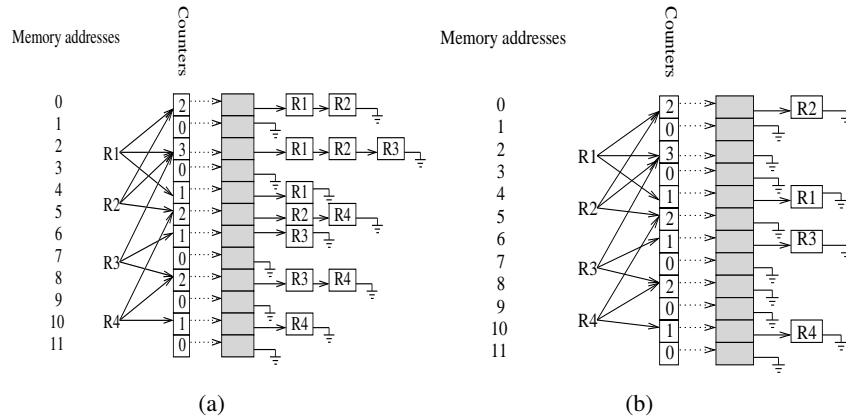 Memory addresses
Counters
0 2 R1 R2
1 0
R1
2 3 R1 R2 R3
3 0
4 1 R1
R2
5 2 R2 R4
6 1 R3
7 0
R3
8 2 R3 R4
9 0
R4
10 1 R4
11 0
(a)
Memory addresses
Counters
0 2 R2
1 0
R1
2 3
3 0
4 1 R1
R2
5 2
6 1 R3
7 0
R3
8 2
9 0
R4
10 1 R4
11 0
(b)